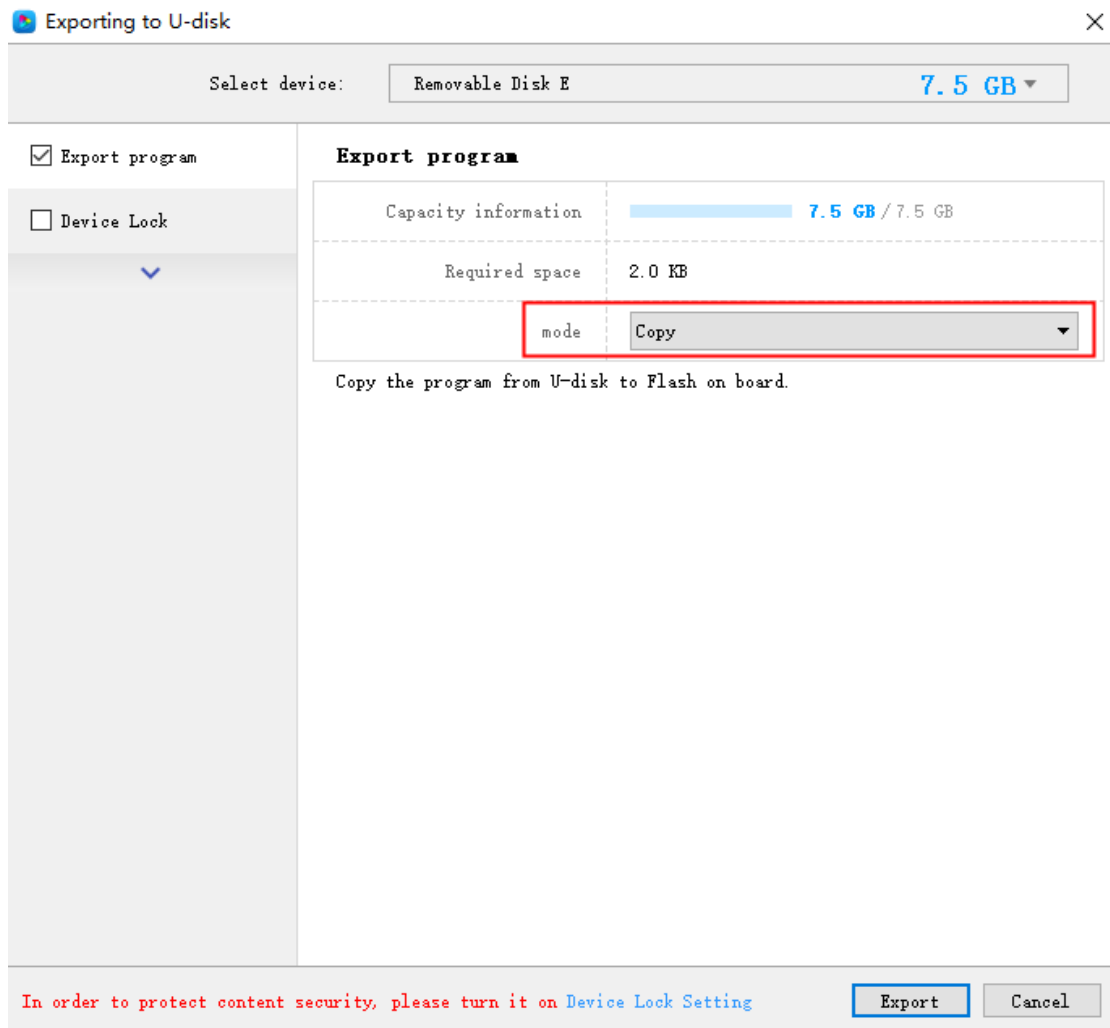 Exporting to U-disk
Select device: Removable Disk E 7.5 GB
Export program
Device Lock
Export program
Capacity information 7.5 GB/7.5 GB
Required space 2.0 KB
mode Copy
Copy the program from U-disk to Flash on board.
In order to protect content security, please turn it on Device Lock Setting
Export Cancel